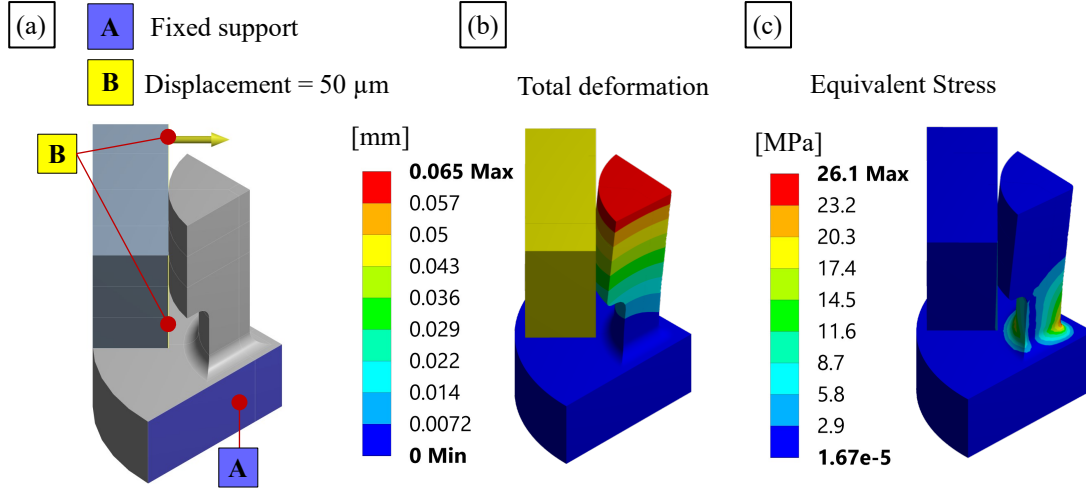 (a)
A Fixed support
B Displacement = 50 µm
B
A
(b)
Total deformation
[mm]
0.065 Max
0.057
0.05
0.043
0.036
0.029
0.022
0.014
0.0072
0 Min
(c)
Equivalent Stress
[MPa]
26.1 Max
23.2
20.3
17.4
14.5
11.6
8.7
5.8
2.9
1.67e-5